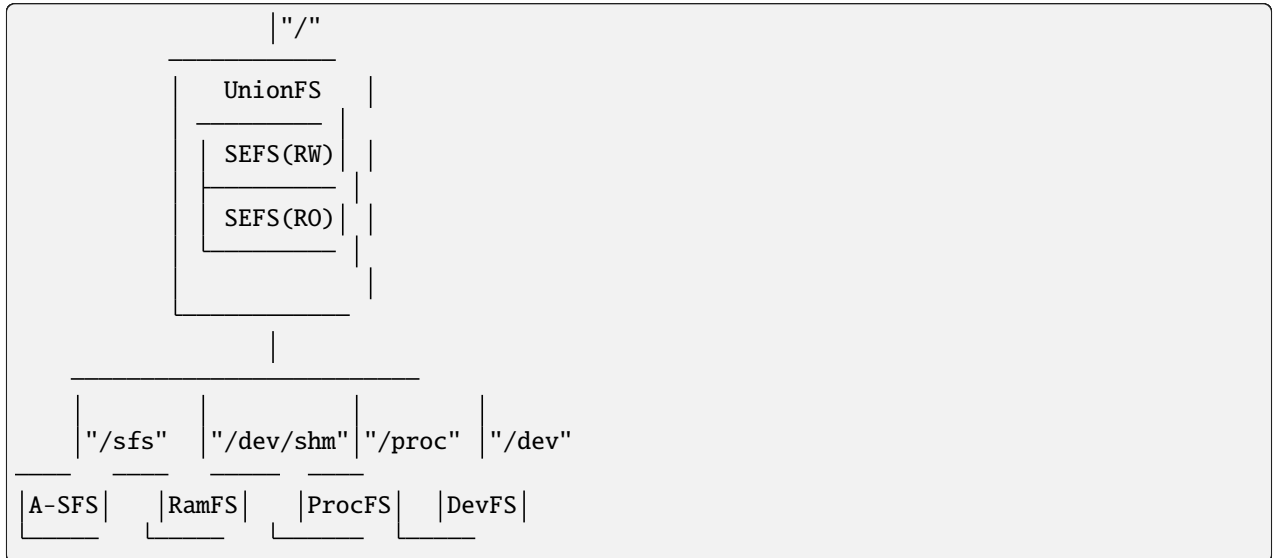 "/"
UnionFS
SEFS(RW)
SEFS(RO)
"/sfs" "/dev/shm" "/proc" "/dev"
A-SFS RamFS ProcFS DevFS